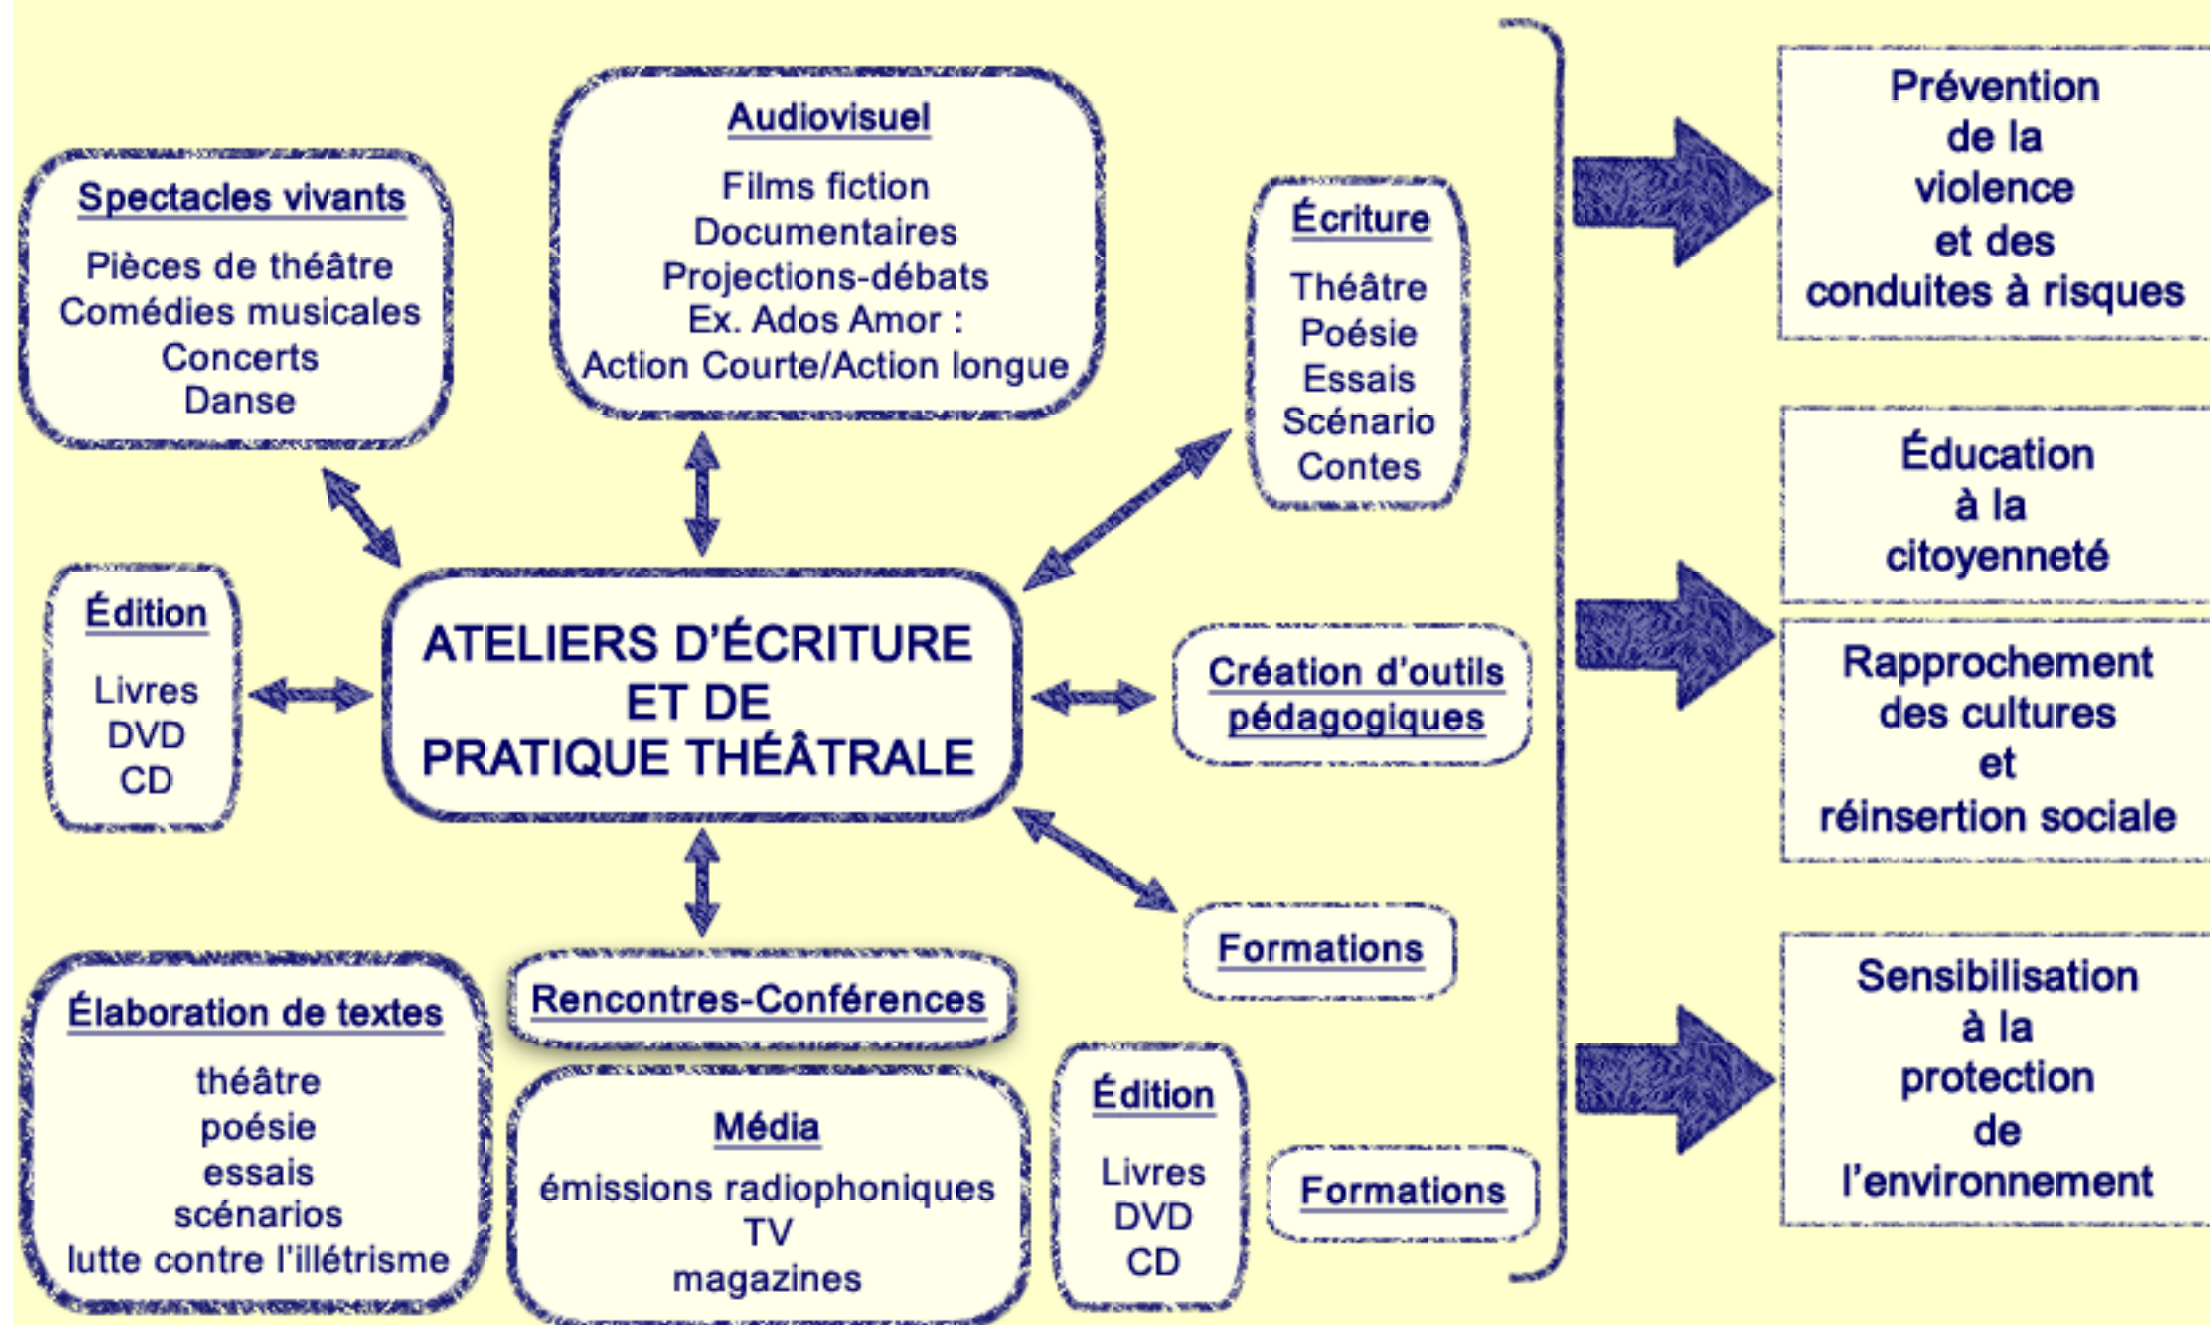 Audiovisuel
Films fiction
Documentaires
Projections-débats
Ex. Ados Amor :
Action Courte/Action longue
Spectacles vivants
Pièces de théâtre
Comédies musicales
Concerts
Danse
Écriture
Théâtre
Poésie
Essais
Scénario
Contes
Édition
Livres
DVD
CD
ATELIERS D'ÉCRITURE
ET DE
PRATIQUE THÉÂTRALE
Création d'outils
pédagogiques
Formations
Rencontres-Conférences
Élaboration de textes
théâtre
poésie
essais
scénarios
lutte contre l'illétrisme
Média
émissions radiophoniques
TV
magazines
Édition
Livres
DVD
CD
Formations
Prévention
de la
violence
et des
conduites à risques
Éducation
à la
citoyenneté
Rapprochement
des cultures
et
réinsertion sociale
Sensibilisation
à la
protection
de
l'environnement